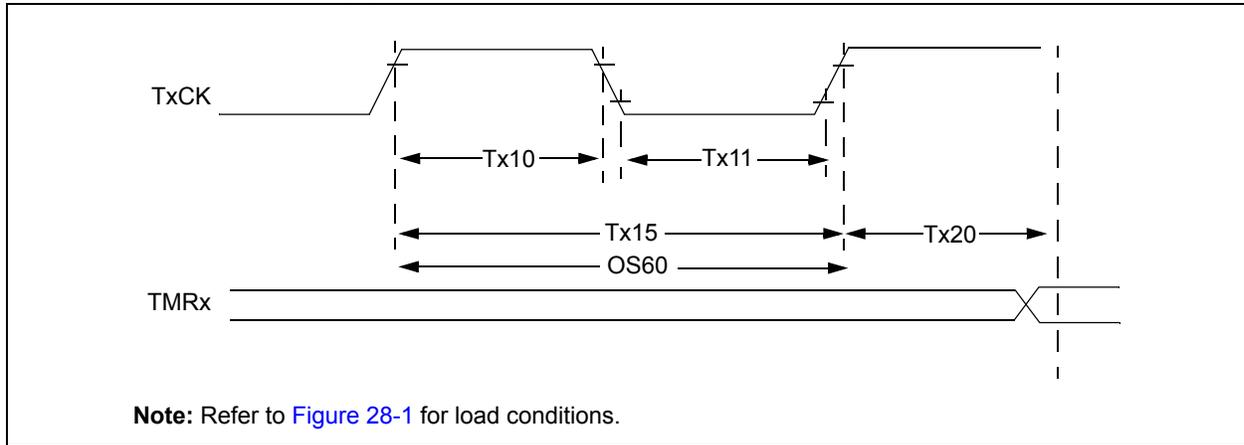 TxCK
Tx10
Tx11
Tx15
Tx20
OS60
TMRx
Note: Refer to Figure 28-1 for load conditions.